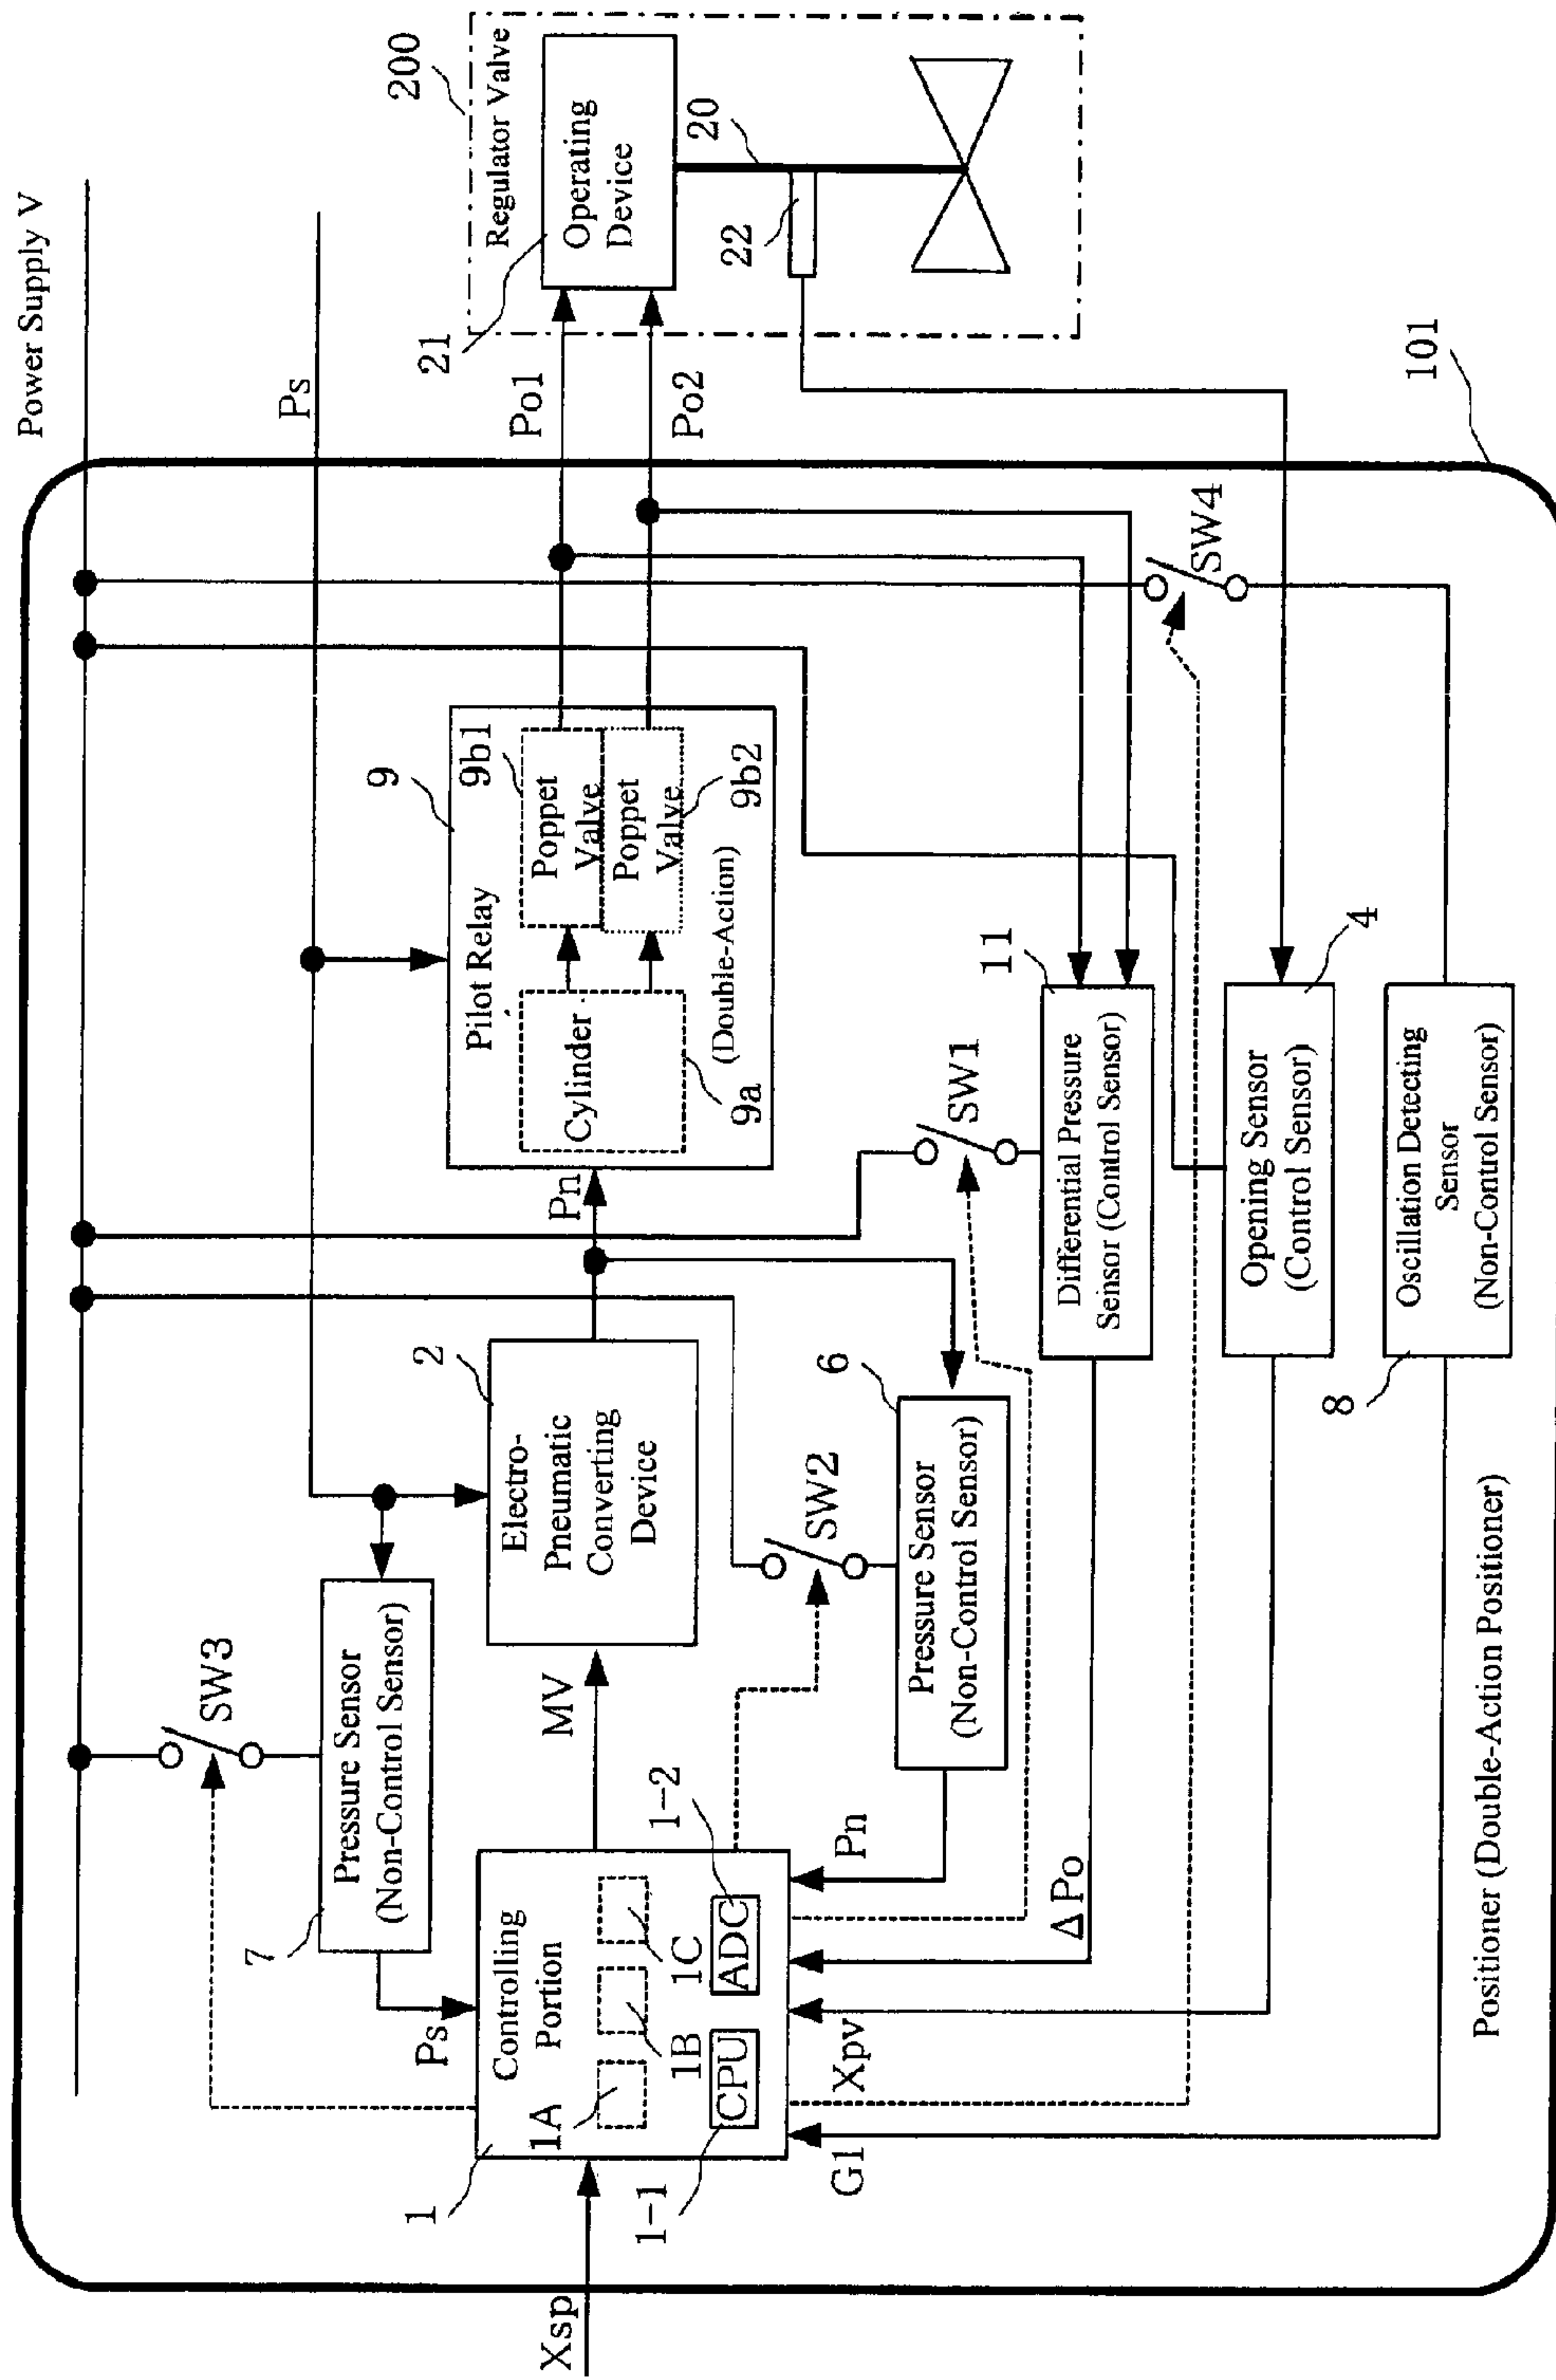 Power Supply V
Ps
200
Regulator Valve
21
Operating
Device
20
22
Po1
Po2
101
SW3
7
Pressure Sensor
(Non-Control Sensor)
Ps
2
Electro-
Pneumatic
Converting
Device
MV
Pn
9
Pilot Relay
Cylinder
9a
9b1
Poppet
Valve
Poppet
Valve
9b2
(Double-Action)
Xsp
1
Controlling
Portion
1A
1B
1C
1-1
CPU
ADC
1-2
SW2
6
Pressure Sensor
(Non-Control Sensor)
Pn
SW1
11
Differential Pressure
Sensor (Control Sensor)
ΔPo
SW4
4
Opening Sensor
(Control Sensor)
Xpv
8
Oscillation Detecting
Sensor
(Non-Control Sensor)
G1
Positioner (Double-Action Positioner)